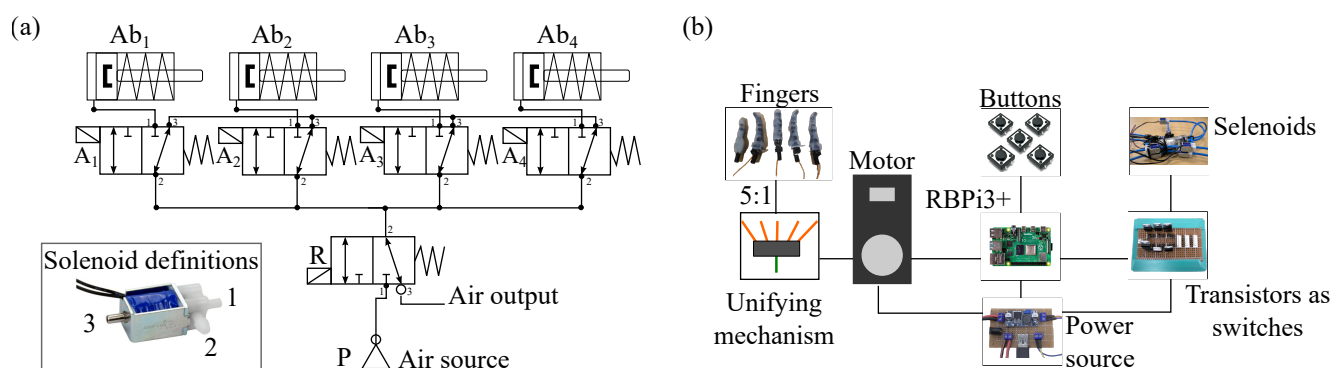 (a)
Ab1
Ab2
Ab3
Ab4
1 3
1 3
1 3
1 3
A1
A2
A3
A4
2
2
2
2
2
R
1 3
Air output
P
Air source
Solenoid definitions
1
3
2
(b)
Fingers
Buttons
Selenoids
Motor
5:1
RBPi3+
Unifying
mechanism
Power
source
Transistors as
switches